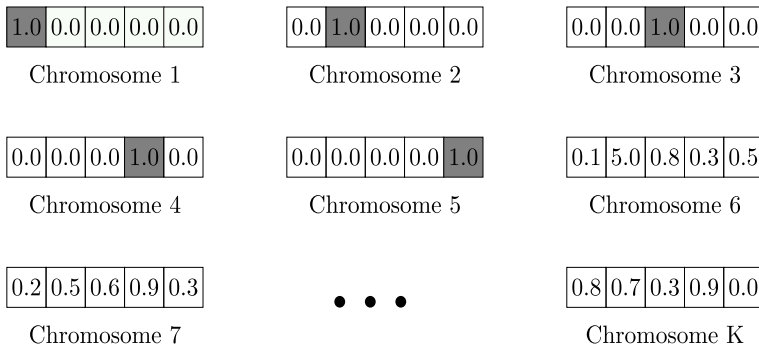 1.0 0.0 0.0 0.0 0.0 0.0 1.0 0.0 0.0 0.0 0.0 0.0 1.0 0.0 0.0
Chromosome 1 Chromosome 2 Chromosome 3
0.0 0.0 0.0 1.0 0.0 0.0 0.0 0.0 0.0 1.0 0.1 5.0 0.8 0.3 0.5
Chromosome 4 Chromosome 5 Chromosome 6
0.2 0.5 0.6 0.9 0.3 • • • 0.8 0.7 0.3 0.9 0.0
Chromosome 7 Chromosome K